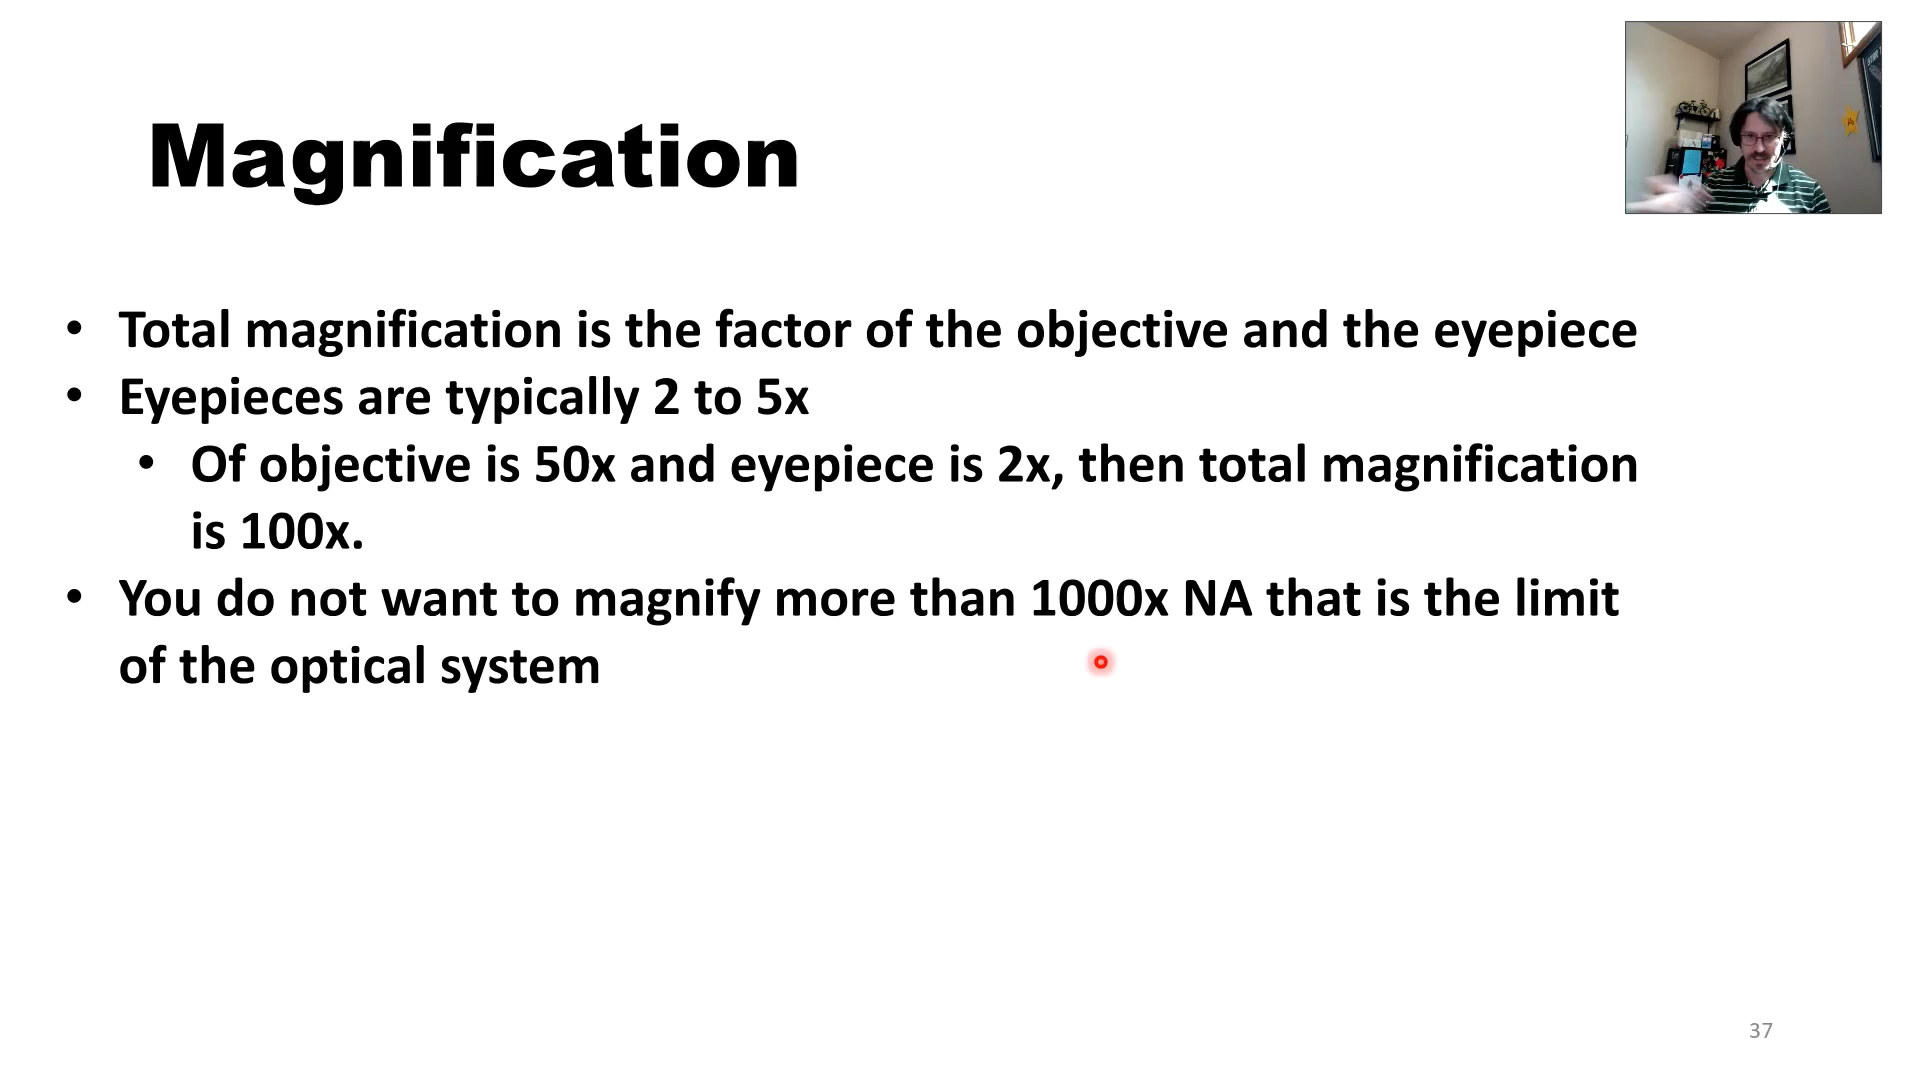 Magnification
• Total magnification is the factor of the objective and the eyepiece
• Eyepieces are typically 2 to 5x
• Of objective is 50x and eyepiece is 2x, then total magnification
is 100x.
• You do not want to magnify more than 1000x NA that is the limit
of the optical system
37